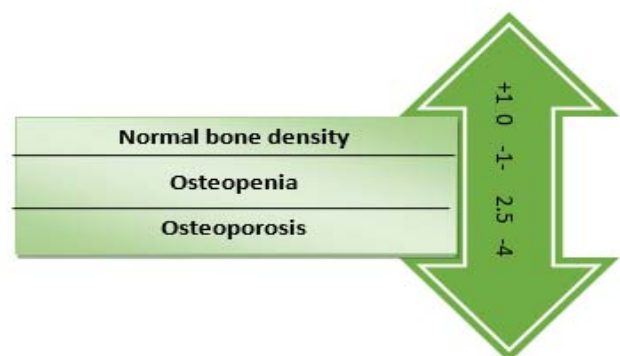 Normal bone density
Osteopenia
Osteoporosis
+1 0 -1- 2.5 -4